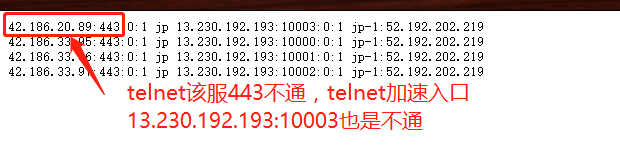 42.186.20.89:443:0:1 jp 13.230.192.193:10003:0:1 jp-1:52.192.202.219
42.186.33.95:443:0:1 jp 13.230.192.193:10000:0:1 jp-1:52.192.202.219
42.186.33.96:443:0:1 jp 13.230.192.193:10001:0:1 jp-1:52.192.202.219
42.186.33.97:443:0:1 jp 13.230.192.193:10002:0:1 jp-1:52.192.202.219
telnet该服443不通，telnet加速入口
13.230.192.193:10003也是不通